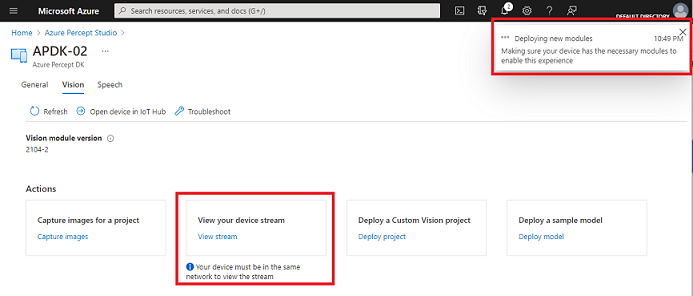 Microsoft Azure
Search resources, services, and docs (G+/)
2
DEFAULT DIRECTORY
Home > Azure Percept Studio >
APDK-02 ...
Azure Percept DK
Deploying new modules 10:49 PM
Making sure your device has the necessary modules to
enable this experience
General Vision Speech
Refresh Open device in IoT Hub Troubleshoot
Vision module version
2104-2
Actions
Capture images for a project
Capture images
View your device stream
View stream
Your device must be in the same
network to view the stream
Deploy a Custom Vision project
Deploy project
Deploy a sample model
Deploy model